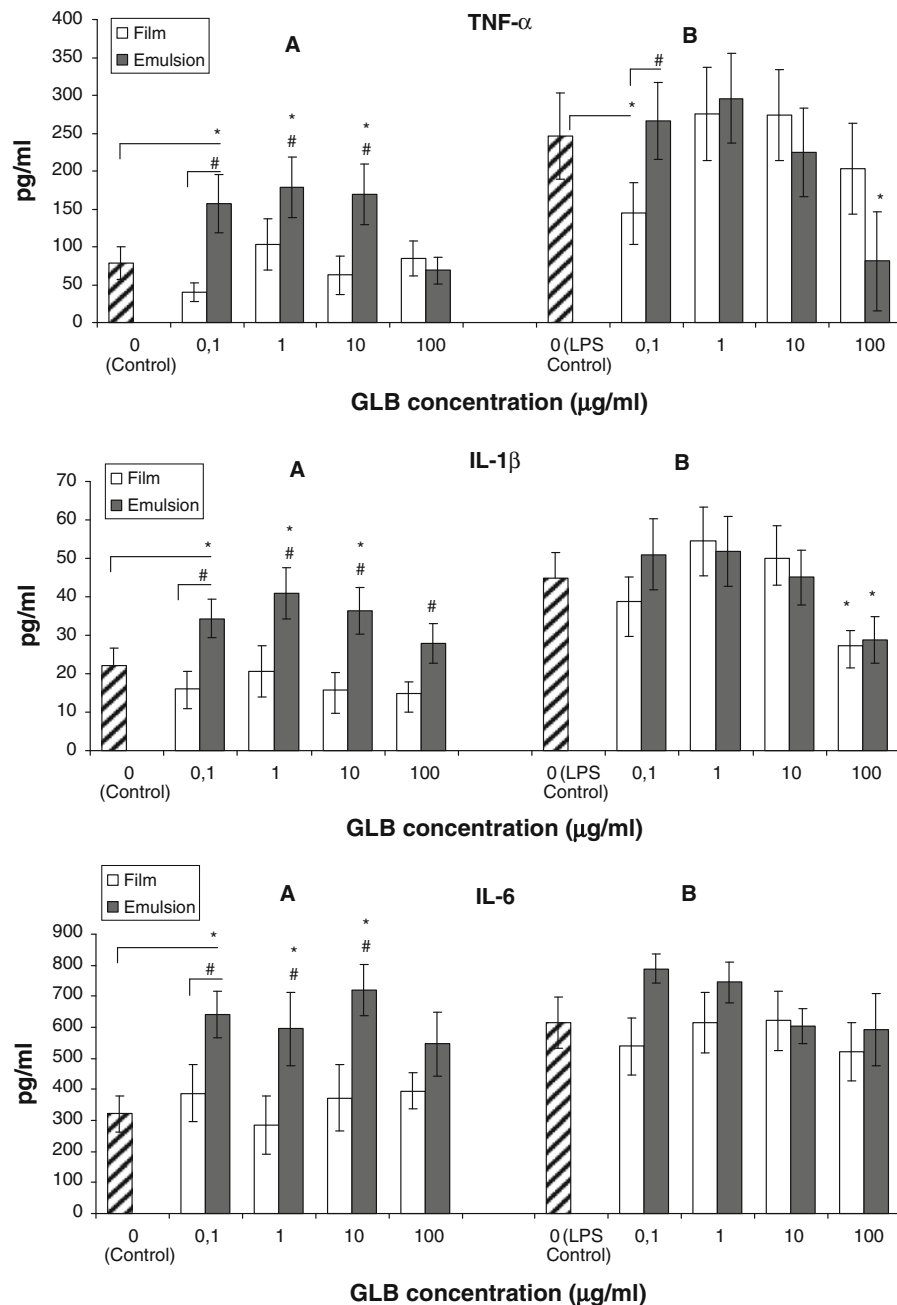 TNF-α
A B
Film
Emulsion
400
350
300
250
200
150
100
50
0
pg/ml
* # * # * # * # *
0 (Control) 0,1 1 10 100 0 (LPS Control) 0,1 1 10 100
GLB concentration (μg/ml)
IL-1β
A B
Film
Emulsion
70
60
50
40
30
20
10
0
pg/ml
* # * # * # # * *
0 (Control) 0,1 1 10 100 0 (LPS Control) 0,1 1 10 100
GLB concentration (μg/ml)
IL-6
A B
Film
Emulsion
900
800
700
600
500
400
300
200
100
0
pg/ml
* # * # * #
0 (Control) 0,1 1 10 100 0 (LPS Control) 0,1 1 10 100
GLB concentration (μg/ml)